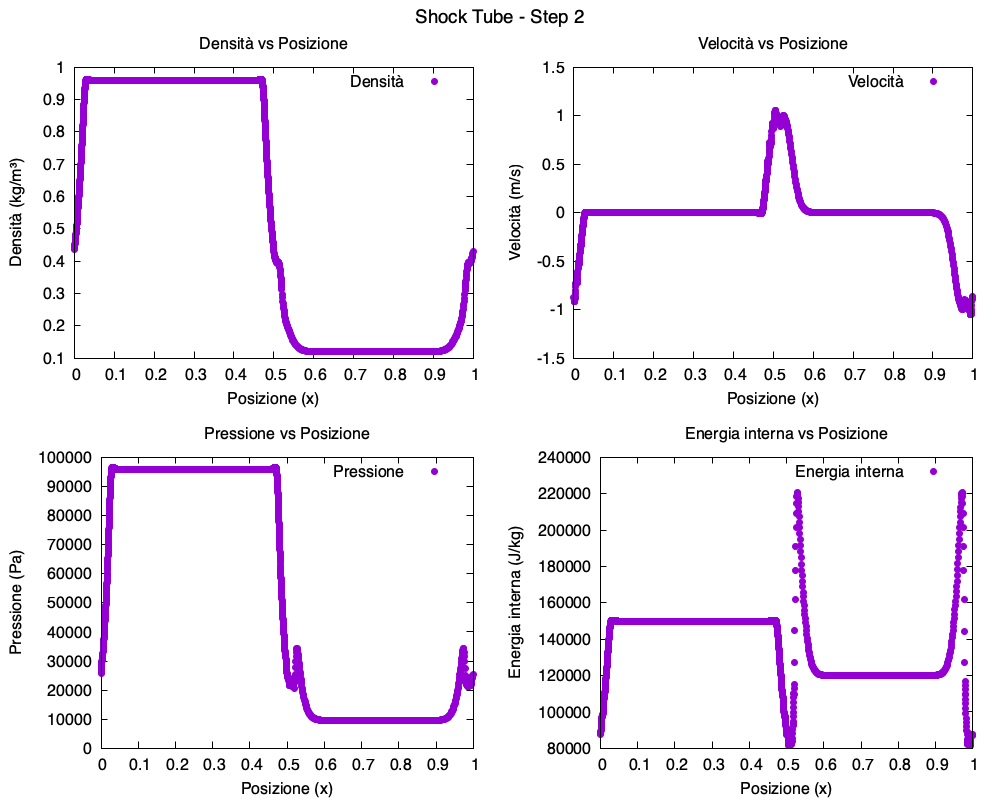 Shock Tube - Step 2
Densità vs Posizione
Densità
Densità (kg/m³)
1
0.9
0.8
0.7
0.6
0.5
0.4
0.3
0.2
0.1
0 0.1 0.2 0.3 0.4 0.5 0.6 0.7 0.8 0.9 1
Posizione (x)
Velocità vs Posizione
Velocità
Velocità (m/s)
1.5
1
0.5
0
-0.5
-1
-1.5
0 0.1 0.2 0.3 0.4 0.5 0.6 0.7 0.8 0.9 1
Posizione (x)
Pressione vs Posizione
Pressione
Pressione (Pa)
100000
90000
80000
70000
60000
50000
40000
30000
20000
10000
0
0 0.1 0.2 0.3 0.4 0.5 0.6 0.7 0.8 0.9 1
Posizione (x)
Energia interna vs Posizione
Energia interna
Energia interna (J/kg)
240000
220000
200000
180000
160000
140000
120000
100000
80000
0 0.1 0.2 0.3 0.4 0.5 0.6 0.7 0.8 0.9 1
Posizione (x)